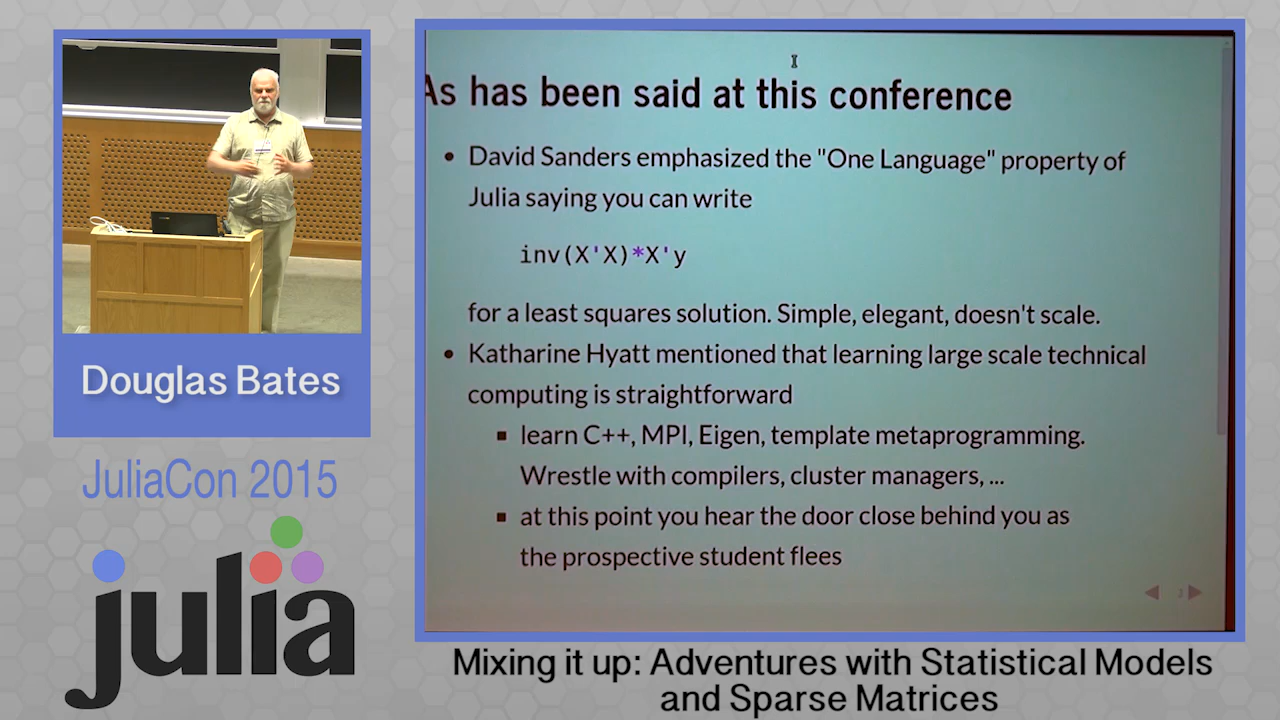 As has been said at this conference
• David Sanders emphasized the "One Language" property of
Julia saying you can write
inv(X'X)*X'y
for a least squares solution. Simple, elegant, doesn't scale.
• Katharine Hyatt mentioned that learning large scale technical
computing is straightforward
▪ learn C++, MPI, Eigen, template metaprogramming.
Wrestle with compilers, cluster managers, ...
▪ at this point you hear the door close behind you as
the prospective student flees
3
Douglas Bates
JuliaCon 2015
julia
Mixing it up: Adventures with Statistical Models
and Sparse Matrices